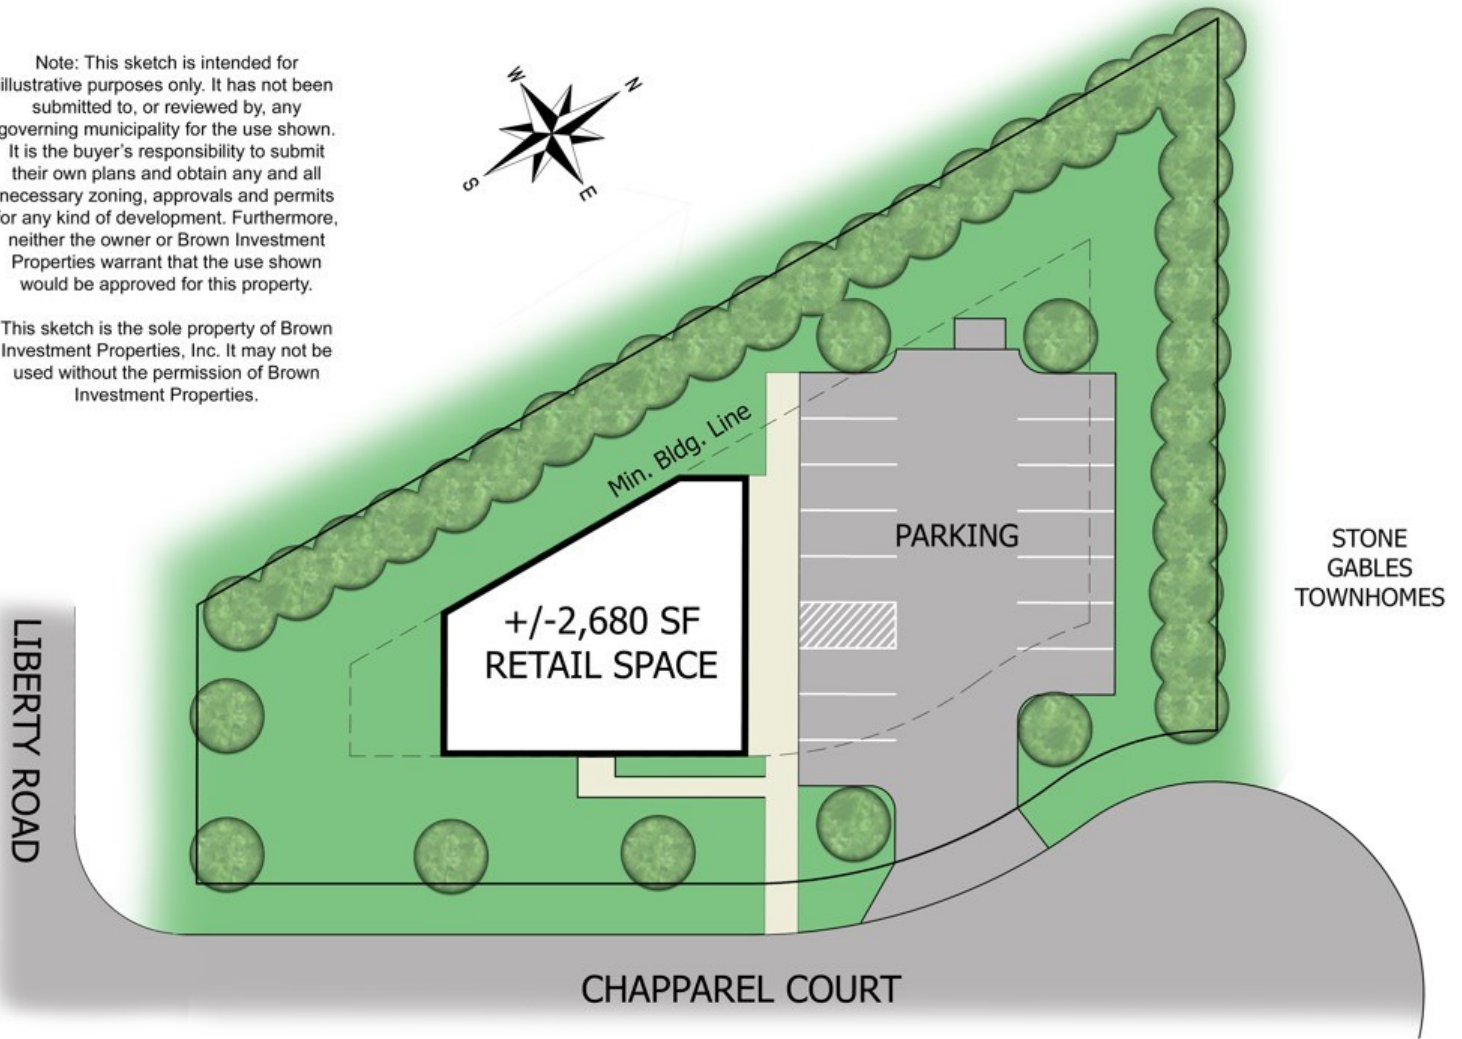 Note: This sketch is intended for
illustrative purposes only. It has not been
submitted to, or reviewed by, any
governing municipality for the use shown.
It is the buyer's responsibility to submit
their own plans and obtain any and all
necessary zoning, approvals and permits
for any kind of development. Furthermore,
neither the owner or Brown Investment
Properties warrant that the use shown
would be approved for this property.
This sketch is the sole property of Brown
Investment Properties, Inc. It may not be
used without the permission of Brown
Investment Properties.
W
N
S
E
Min. Bldg. Line
PARKING
+/-2,680 SF
RETAIL SPACE
STONE
GABLES
TOWNHOMES
LIBERTY ROAD
CHAPPAREL COURT